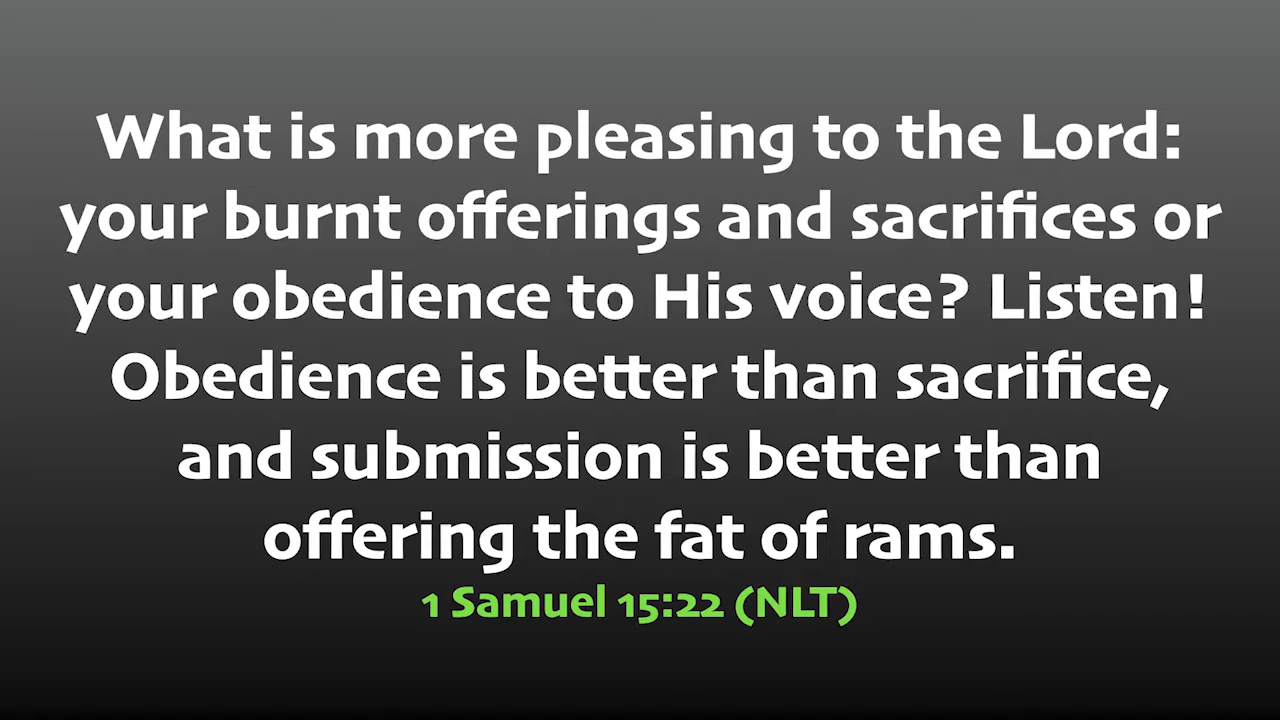 What is more pleasing to the Lord:
your burnt offerings and sacrifices or
your obedience to His voice? Listen!
Obedience is better than sacrifice,
and submission is better than
offering the fat of rams.
1 Samuel 15:22 (NLT)